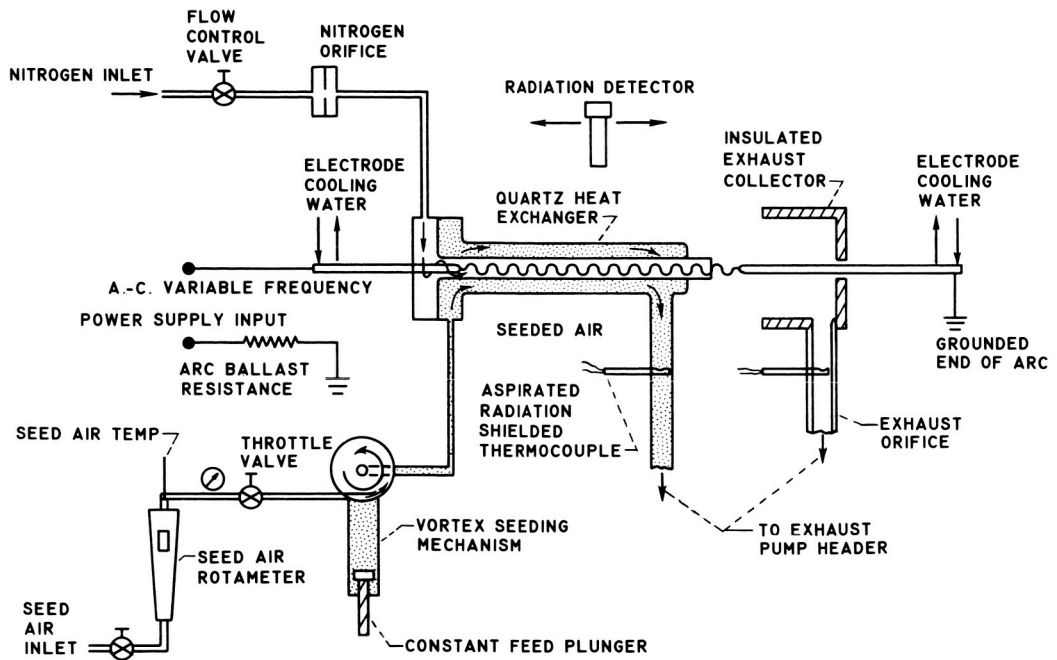 FLOW
CONTROL
VALVE
NITROGEN
ORIFICE
NITROGEN INLET
RADIATION DETECTOR
INSULATED
EXHAUST
COLLECTOR
ELECTRODE
COOLING
WATER
ELECTRODE
COOLING
WATER
QUARTZ HEAT
EXCHANGER
A.-C. VARIABLE FREQUENCY
POWER SUPPLY INPUT
ARC BALLAST
RESISTANCE
SEEDED AIR
GROUNDED
END OF ARC
ASPIRATED
RADIATION
SHIELDED
THERMOCOUPLE
EXHAUST
ORIFICE
SEED AIR TEMP
THROTTLE
VALVE
VORTEX SEEDING
MECHANISM
TO EXHAUST
PUMP HEADER
SEED AIR
ROTAMETER
SEED
AIR
INLET
CONSTANT FEED PLUNGER